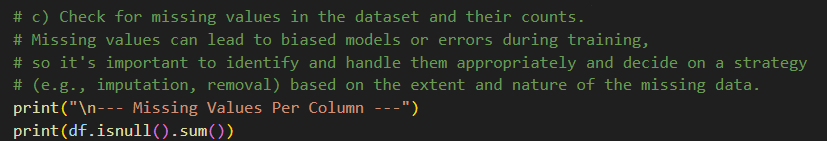 # c) Check for missing values in the dataset and their counts.
# Missing values can lead to biased models or errors during training,
# so it's important to identify and handle them appropriately and decide on a strategy
# (e.g., imputation, removal) based on the extent and nature of the missing data.
print("\n--- Missing Values Per Column ---")
print(df.isnull().sum())